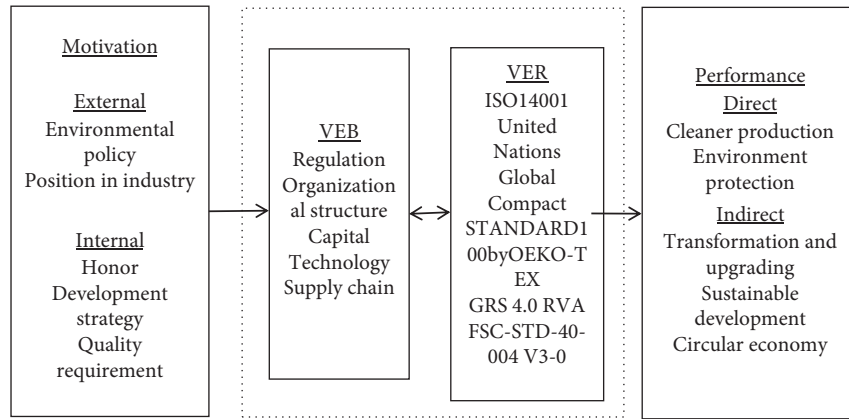 Motivation
External
Environmental
policy
Position in industry
Internal
Honor
Development
strategy
Quality
requirement
VEB
Regulation
Organization
al structure
Capital
Technology
Supply chain
VER
ISO14001
United
Nations
Global
Compact
STANDARD1
00byOEKO-T
EX
GRS 4.0 RVA
FSC-STD-40-
004 V3-0
Performance
Direct
Cleaner production
Environment
protection
Indirect
Transformation and
upgrading
Sustainable
development
Circular economy